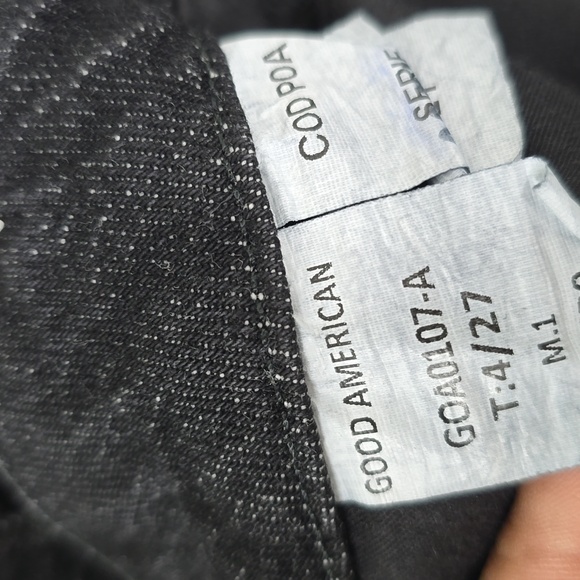 COD POA
GOOD AMERICAN
GOA0107-A
T:4/27
M.1